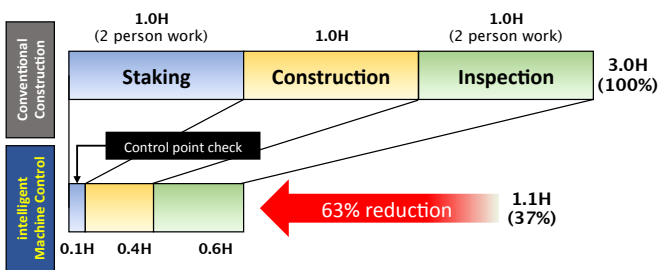 1.0H
(2 person work)
1.0H
1.0H
(2 person work)
Conventional
Construction
Staking
Construction
Inspection
3.0H
(100%)
Control point check
intelligent
Machine Control
63% reduction
1.1H
(37%)
0.1H
0.4H
0.6H